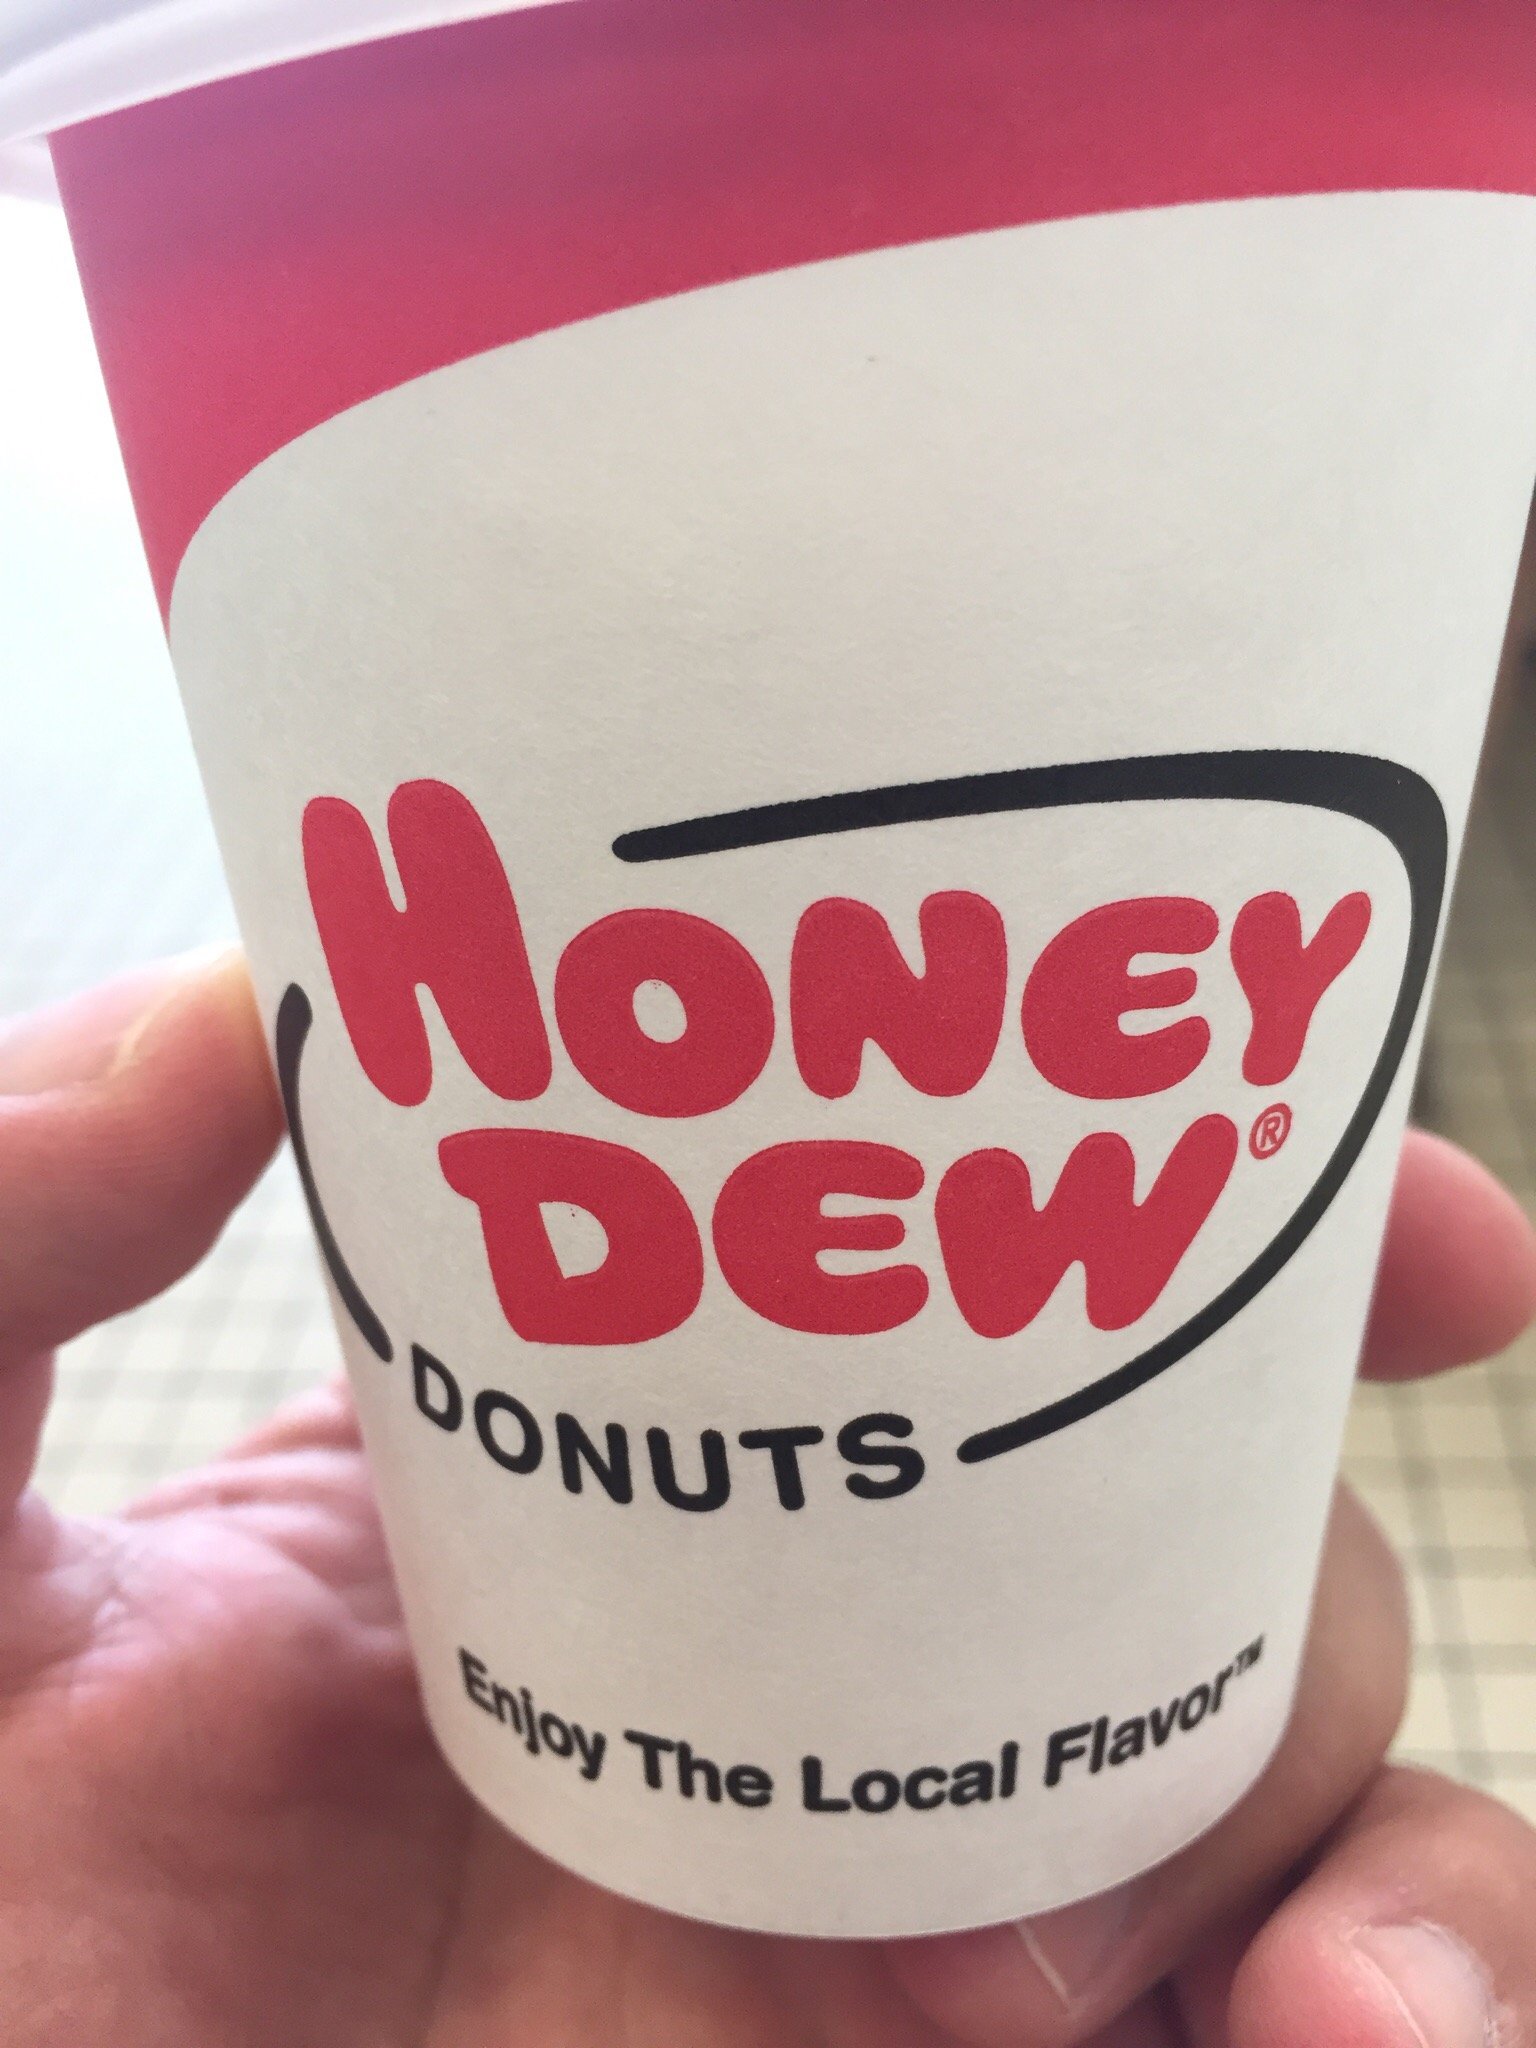 HONEY
DEW®
DONUTS
Enjoy The Local Flavor™